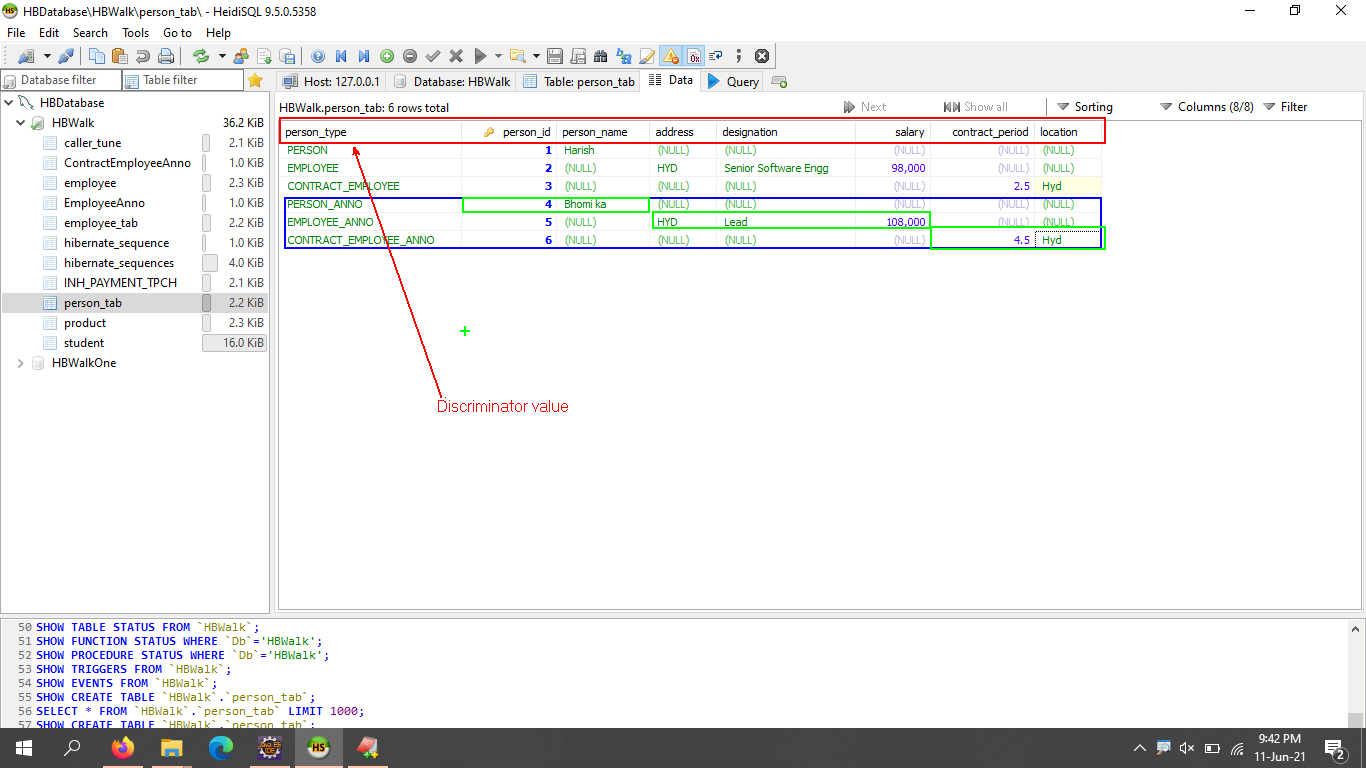 HBDatabase\HBWalk\person_tab\ - HeidiSQL 9.5.0.5358
File Edit Search Tools Go to Help
Database filter Table filter Host: 127.0.0.1 Database: HBWalk Table: person_tab Data Query
HBDatabase
HBWalk 36.2 KiB
caller_tune 2.1 KiB
ContractEmployeeAnno 1.0 KiB
employee 2.3 KiB
EmployeeAnno 1.0 KiB
employee_tab 2.2 KiB
hibernate_sequence 1.0 KiB
hibernate_sequences 4.0 KiB
INH_PAYMENT_TPCH 2.1 KiB
person_tab 2.2 KiB
product 2.3 KiB
student 16.0 KiB
HBWalkOne
HBWalk.person_tab: 6 rows total Next Show all Sorting Columns (8/8) Filter
person_type person_id person_name address designation salary contract_period location
PERSON 1 Harish (NULL) (NULL) (NULL) (NULL) (NULL)
EMPLOYEE 2 (NULL) HYD Senior Software Engg 98,000 (NULL) (NULL)
CONTRACT_EMPLOYEE 3 (NULL) (NULL) (NULL) (NULL) 2.5 Hyd
PERSON_ANNO 4 Bhomika (NULL) (NULL) (NULL) (NULL) (NULL)
EMPLOYEE_ANNO 5 (NULL) HYD Lead 108,000 (NULL) (NULL)
CONTRACT_EMPLOYEE_ANNO 6 (NULL) (NULL) (NULL) (NULL) 4.5 Hyd
Discriminator value
50 SHOW TABLE STATUS FROM `HBWalk`;
51 SHOW FUNCTION STATUS WHERE `Db`='HBWalk';
52 SHOW PROCEDURE STATUS WHERE `Db`='HBWalk';
53 SHOW TRIGGERS FROM `HBWalk`;
54 SHOW EVENTS FROM `HBWalk`;
55 SHOW CREATE TABLE `HBWalk`.`person_tab`;
56 SELECT * FROM `HBWalk`.`person_tab` LIMIT 1000;
57 SHOW CREATE TABLE `HBWalk`.`person_tab`;
HS
9:42 PM
11-Jun-21
2